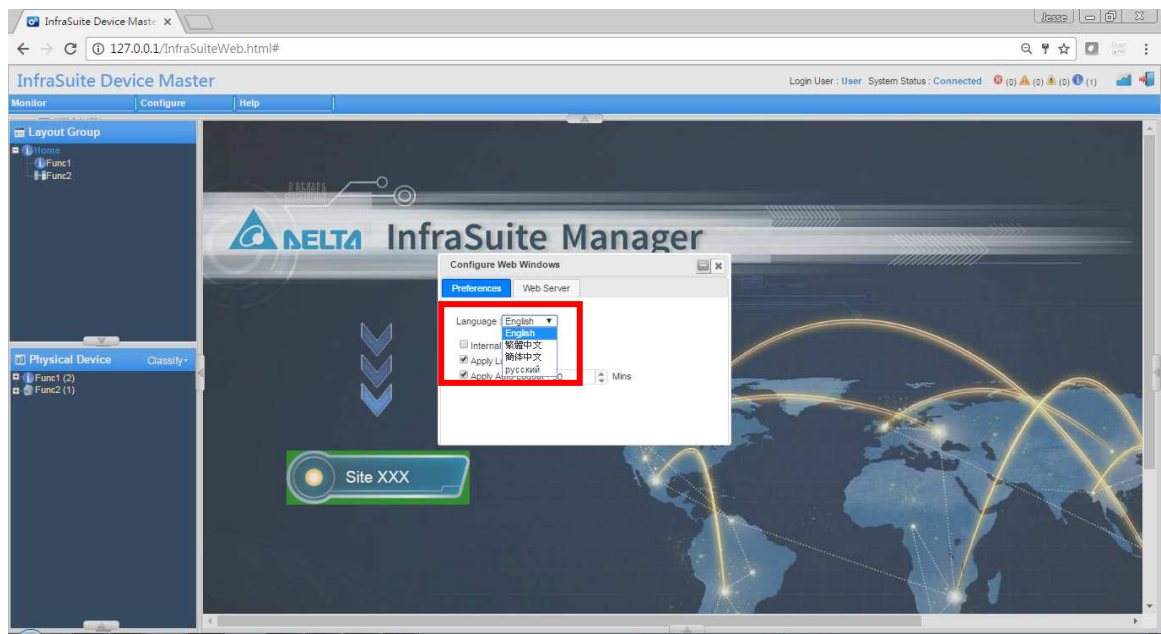 InfraSuite Device Maste
Jesse
127.0.0.1/InfraSuiteWeb.html#
InfraSuite Device Master
Login User : User System Status : Connected (0) (0) (0) (1)
Monitor Configure Help
Layout Group
Home
Func1
Func2
DELTA InfraSuite Manager
Configure Web Windows
Preferences Web Server
Language : English
English
繁體中文
簡体中文
русский
Internal
Apply L
Apply Auto Logout
Mins
Physical Device Classify
Func1 (2)
Func2 (1)
Site XXX